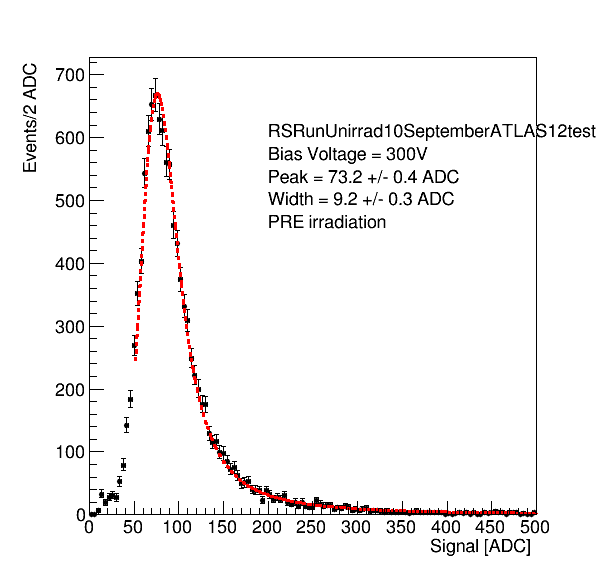 Events/2 ADC
700
600
500
400
300
200
100
0
RSRunUnirrad10SeptemberATLAS12test
Bias Voltage = 300V
Peak = 73.2 +/- 0.4 ADC
Width = 9.2 +/- 0.3 ADC
PRE irradiation
0 50 100 150 200 250 300 350 400 450 500
Signal [ADC]